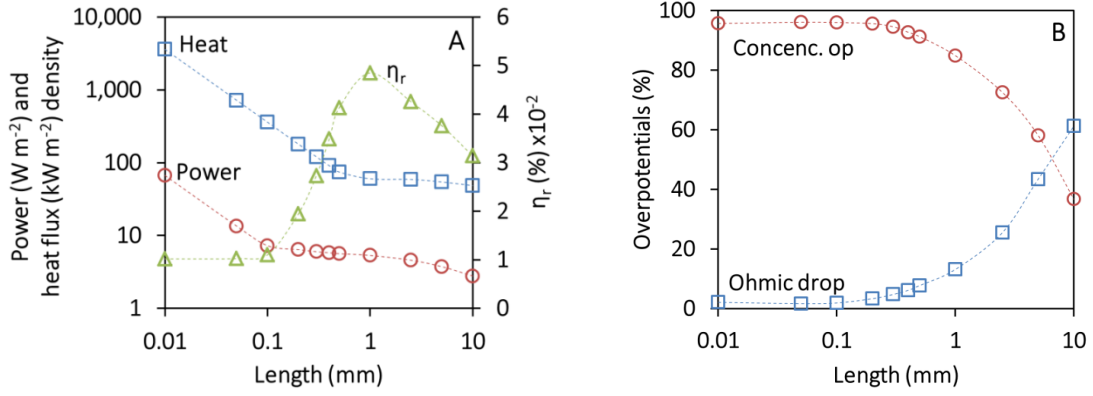 A
Heat
ηr
Power
10,000
1,000
100
10
1
6
5
4
3
2
1
0
0.01
0.1
1
10
Length (mm)
Power (W m⁻²) and
heat flux (kW m⁻²) density
ηr (%) x10⁻²
B
Concenc. op
Ohmic drop
100
80
60
40
20
0
0.01
0.1
1
10
Length (mm)
Overpotentials (%)